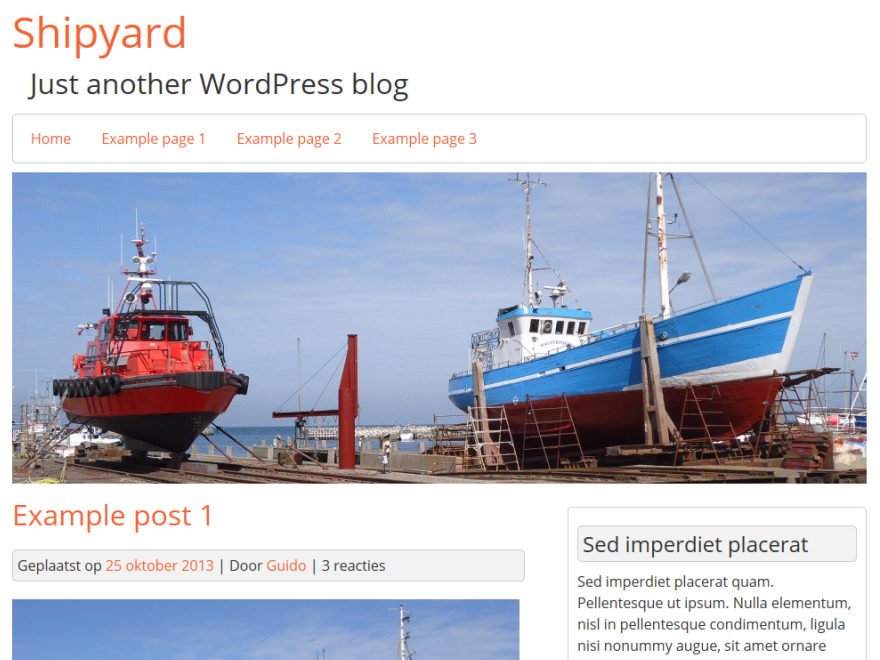 Shipyard
Just another WordPress blog
Home Example page 1 Example page 2 Example page 3
Example post 1
Geplaatst op 25 oktober 2013 | Door Guido | 3 reacties
Sed imperdiet placerat
Sed imperdiet placerat quam.
Pellentesque ut ipsum. Nulla elementum,
nisl in pellentesque condimentum, ligula
nisi nonummy augue, sit amet ornare